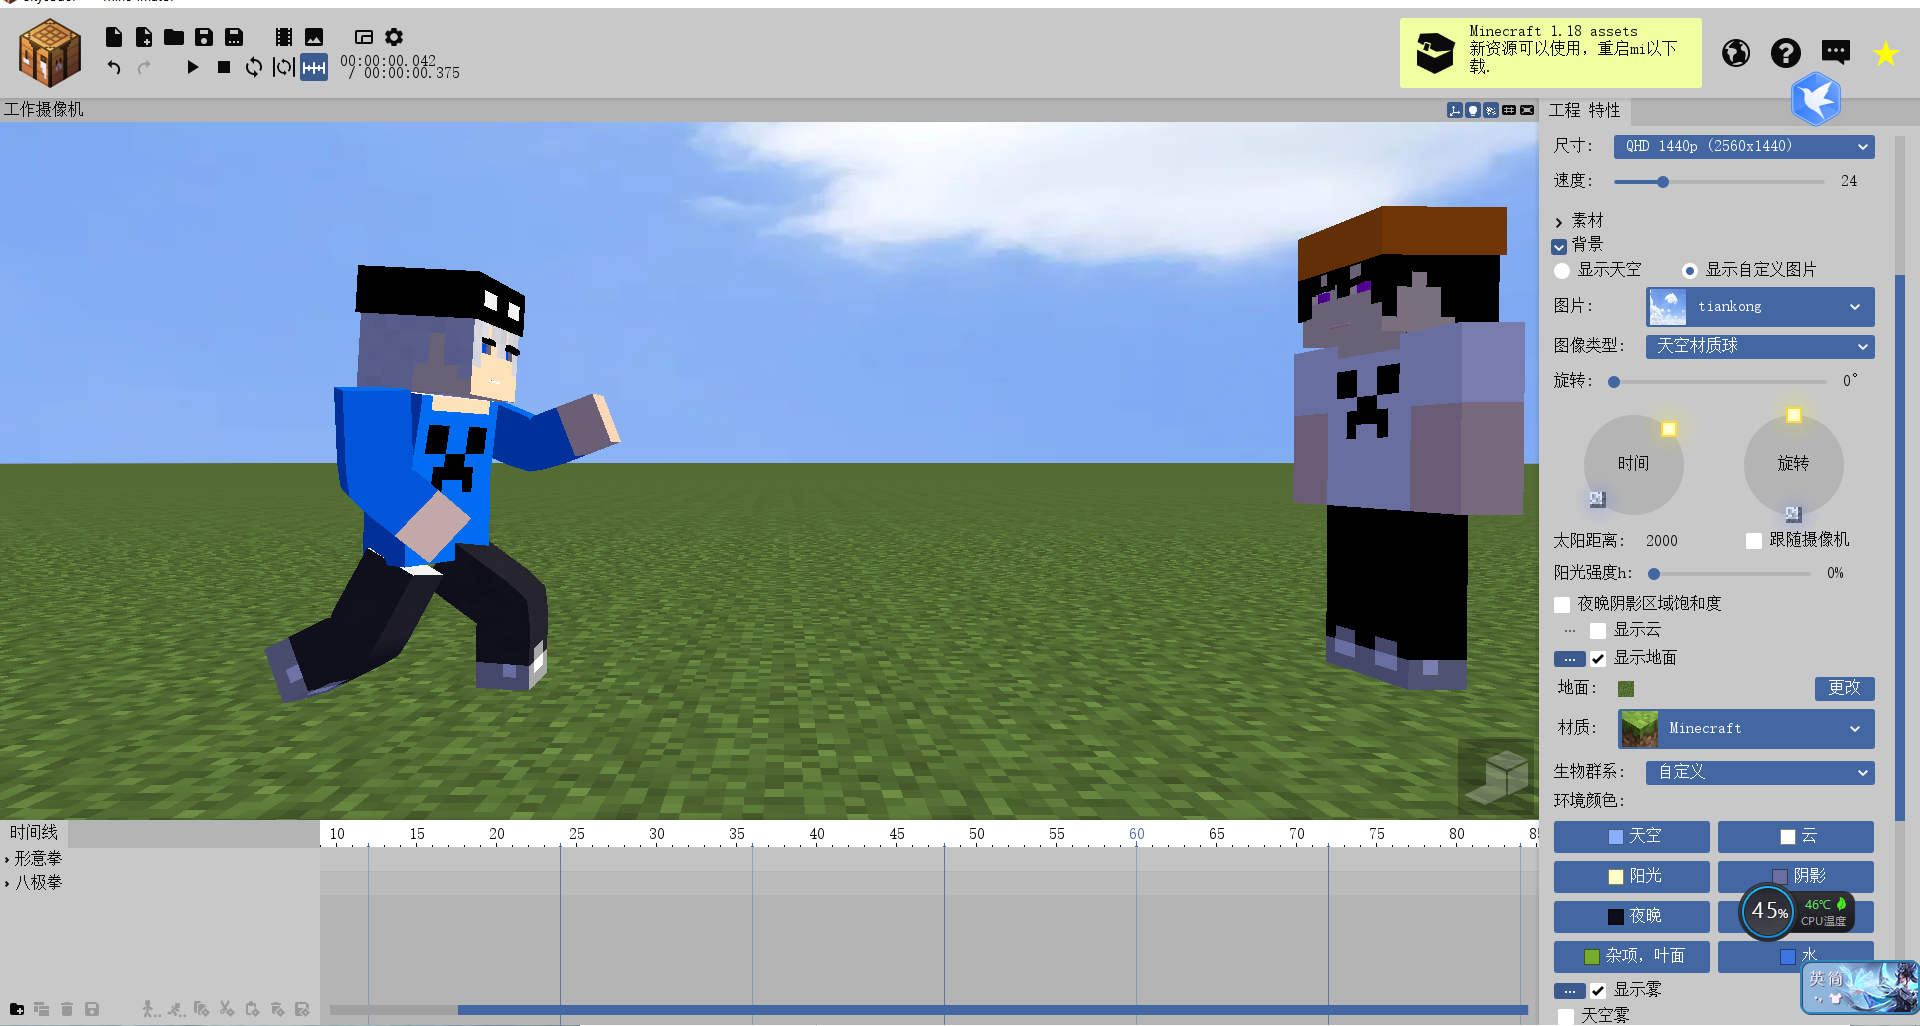 00:00:00.042
/ 00:00:00.375
Minecraft 1.18 assets
新资源可以使用，重启mi以下
载.
工作摄像机
工程 特性
尺寸:
QHD 1440p (2560x1440)
速度:
24
素材
背景
显示天空
显示自定义图片
图片:
tiankong
图像类型:
天空材质球
旋转:
0°
时间
旋转
太阳距离:
2000
跟随摄像机
阳光强度h:
0%
夜晚阴影区域饱和度
显示云
显示地面
地面:
更改
材质:
Minecraft
生物群系:
自定义
环境颜色:
天空
云
阳光
阴影
夜晚
杂项，叶面
水
显示雾
天空雾
45%
46℃
CPU温度
英 简
时间线
10 15 20 25 30 35 40 45 50 55 60 65 70 75 80 85
形意拳
八极拳